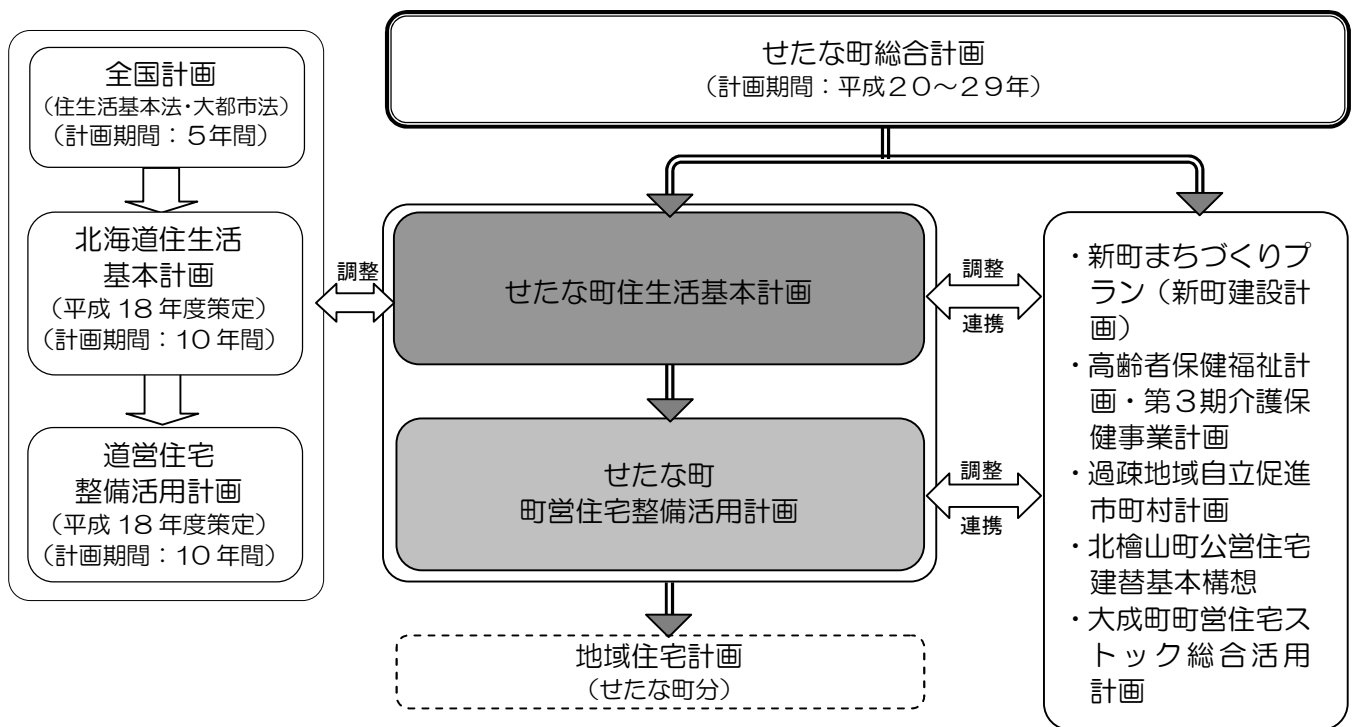 全国計画
（住生活基本法・大都市法）
（計画期間：５年間）
北海道住生活
基本計画
（平成 18 年度策定）
（計画期間：10 年間）
道営住宅
整備活用計画
（平成 18 年度策定）
（計画期間：10 年間）
せたな町総合計画
（計画期間：平成２０～２９年）
調整
せたな町住生活基本計画
調整
連携
せたな町
町営住宅整備活用計画
調整
連携
地域住宅計画
（せたな町分）
・新町まちづくりプ
ラン（新町建設計
画）
・高齢者保健福祉計
画・第３期介護保
健事業計画
・過疎地域自立促進
市町村計画
・北檜山町公営住宅
建替基本構想
・大成町町営住宅ス
トック総合活用
計画